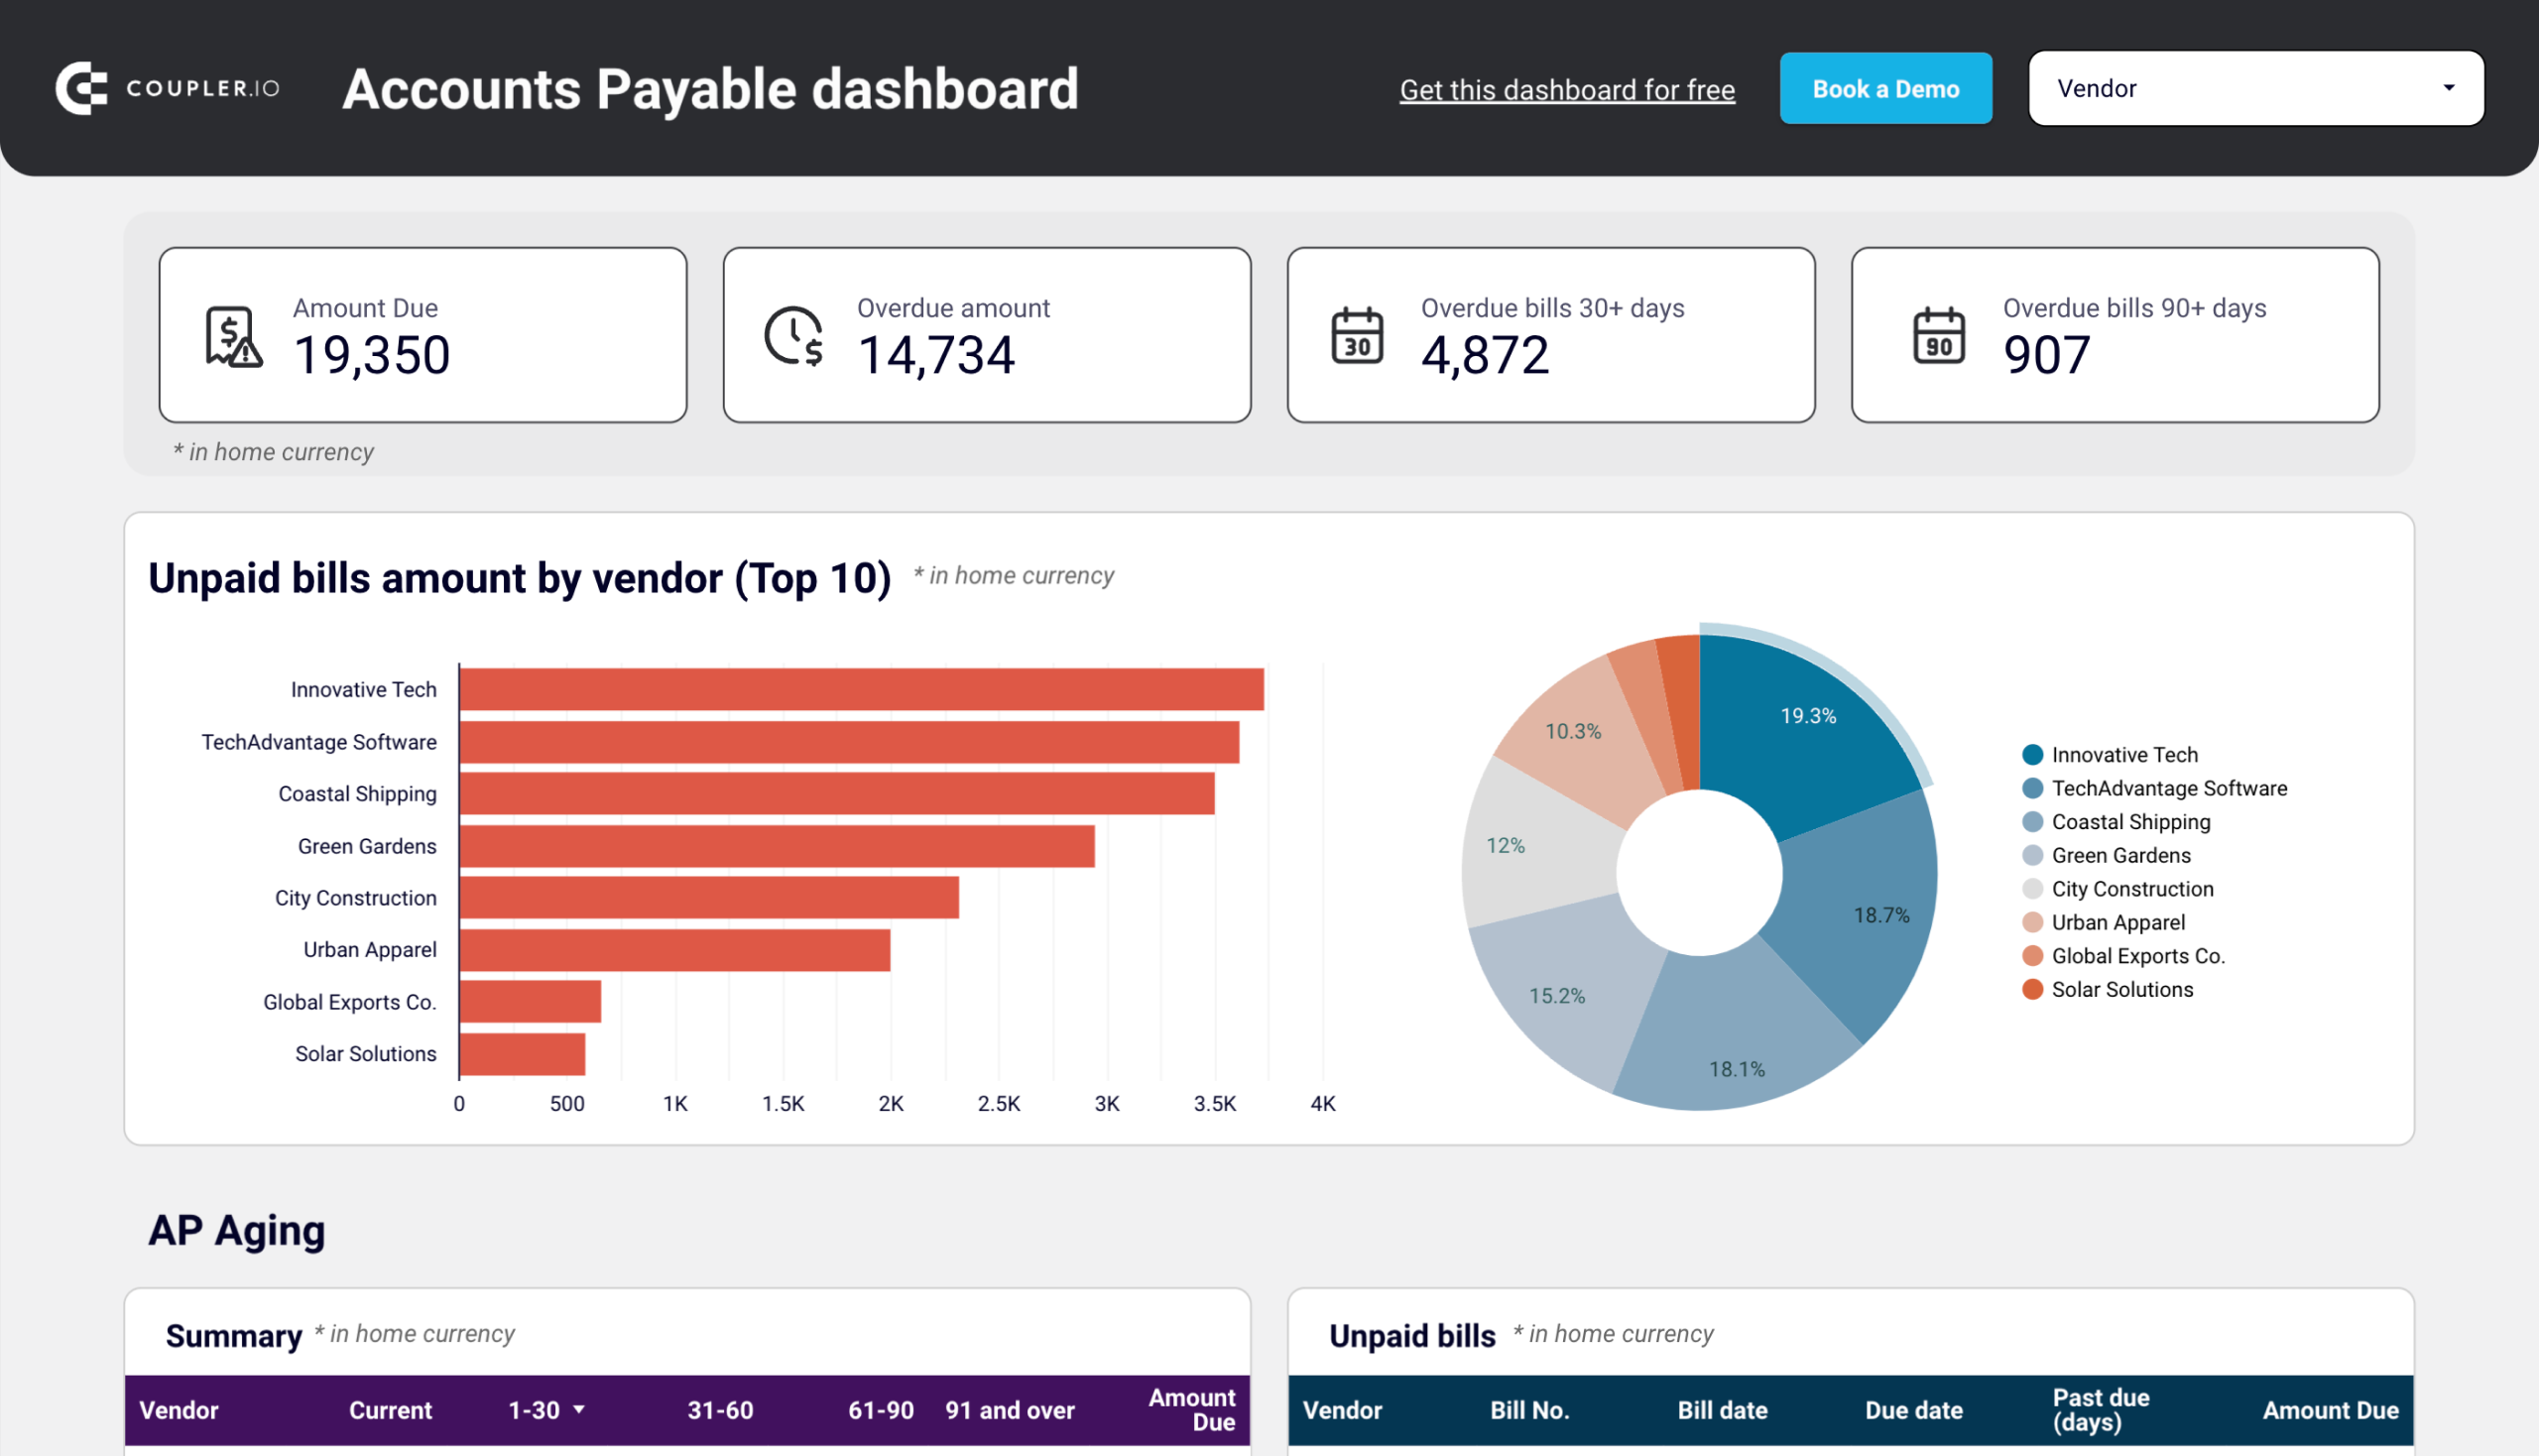 COUPLER.IO
Accounts Payable dashboard
Get this dashboard for free
Book a Demo
Vendor
Amount Due
19,350
Overdue amount
14,734
30
Overdue bills 30+ days
4,872
90
Overdue bills 90+ days
907
* in home currency
Unpaid bills amount by vendor (Top 10) * in home currency
Innovative Tech
TechAdvantage Software
Coastal Shipping
Green Gardens
City Construction
Urban Apparel
Global Exports Co.
Solar Solutions
0 500 1K 1.5K 2K 2.5K 3K 3.5K 4K
19.3%
18.7%
18.1%
15.2%
12%
10.3%
Innovative Tech
TechAdvantage Software
Coastal Shipping
Green Gardens
City Construction
Urban Apparel
Global Exports Co.
Solar Solutions
AP Aging
Summary * in home currency
Vendor Current 1-30 31-60 61-90 91 and over Amount Due
Unpaid bills * in home currency
Vendor Bill No. Bill date Due date Past due (days) Amount Due